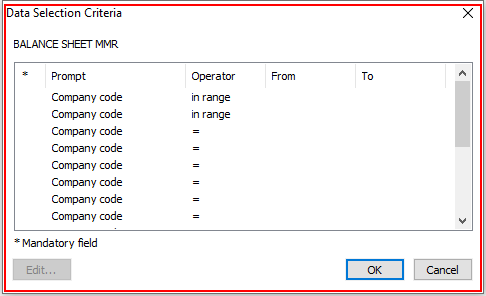 Data Selection Criteria
BALANCE SHEET MMR
* Prompt Operator From To
Company code in range
Company code in range
Company code =
Company code =
Company code =
Company code =
Company code =
Company code =
* Mandatory field
Edit... OK Cancel